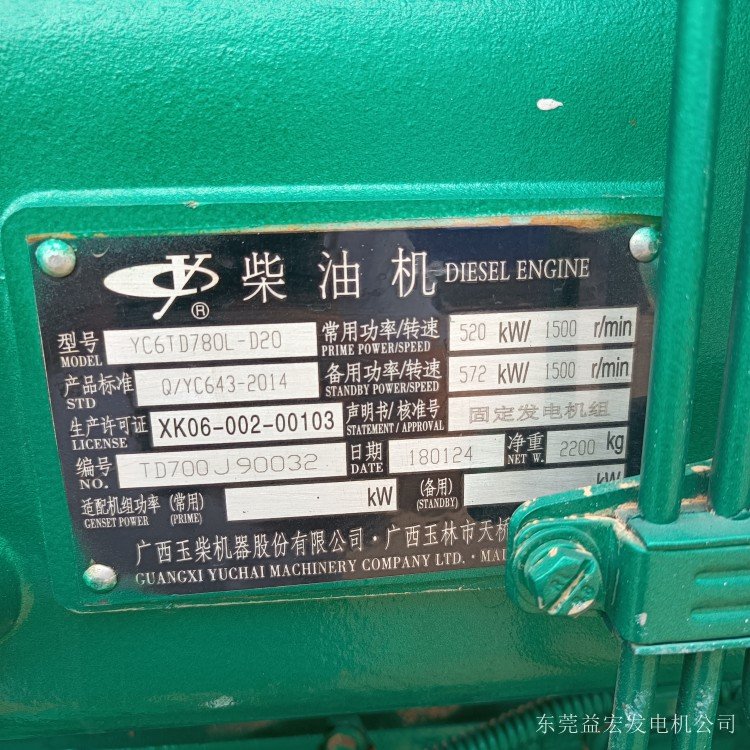 柴油机 DIESEL ENGINE
型号 MODEL YC6TD780L-D20 常用功率/转速 PRIME POWER/SPEED 520 kW/ 1500 r/min
产品标准 STD Q/YC643-2014 备用功率/转速 STANDBY POWER/SPEED 572 kW/ 1500 r/min
生产许可证 LICENSE XK06-002-00103 声明书/核准号 STATEMENT / APPROVAL 固定发电机组
编号 NO. TD700J90032 日期 DATE 180124 净重 NET W. 2200 kg
适配机组功率 GENSET POWER (常用) (PRIME) kW (备用) (STANDBY) kW
广西玉柴机器股份有限公司·广西玉林市天桥
GUANGXI YUCHAI MACHINERY COMPANY LTD.
东莞益宏发电机公司